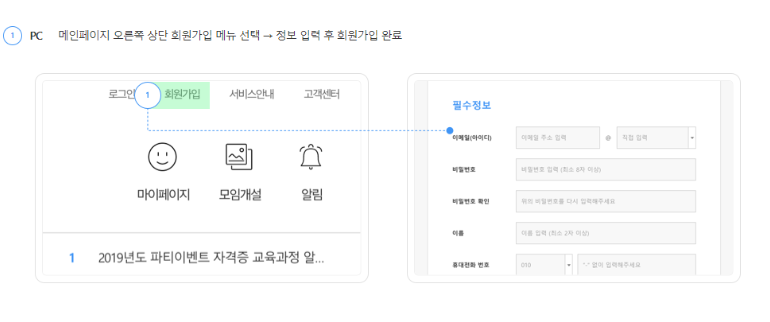 1 PC 메인페이지 오른쪽 상단 회원가입 메뉴 선택 → 정보 입력 후 회원가입 완료
로그인 1 회원가입 서비스안내 고객센터
마이페이지 모임개설 알림
1 2019년도 파티이벤트 자격증 교육과정 알...
필수정보
이메일(아이디) 이메일 주소 입력 @ 직접 입력
비밀번호 비밀번호 입력 (최소 8자 이상)
비밀번호 확인 위의 비밀번호를 다시 입력해주세요
이름 이름 입력 (최소 2자 이상)
휴대전화 번호 010 "-" 없이 입력해주세요